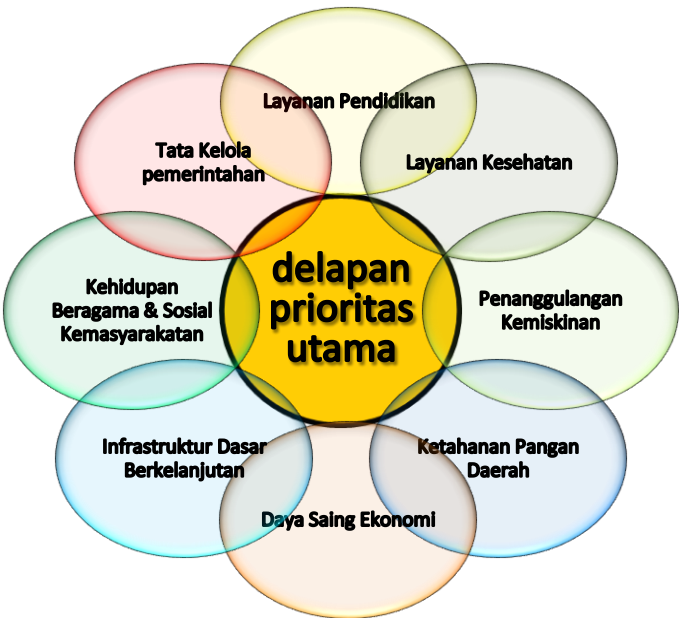 delapan
prioritas
utama
Layanan Pendidikan
Layanan Kesehatan
Penanggulangan
Kemiskinan
Ketahanan Pangan
Daerah
Daya Saing Ekonomi
Infrastruktur Dasar
Berkelanjutan
Kehidupan
Beragama & Sosial
Kemasyarakatan
Tata Kelola
pemerintahan